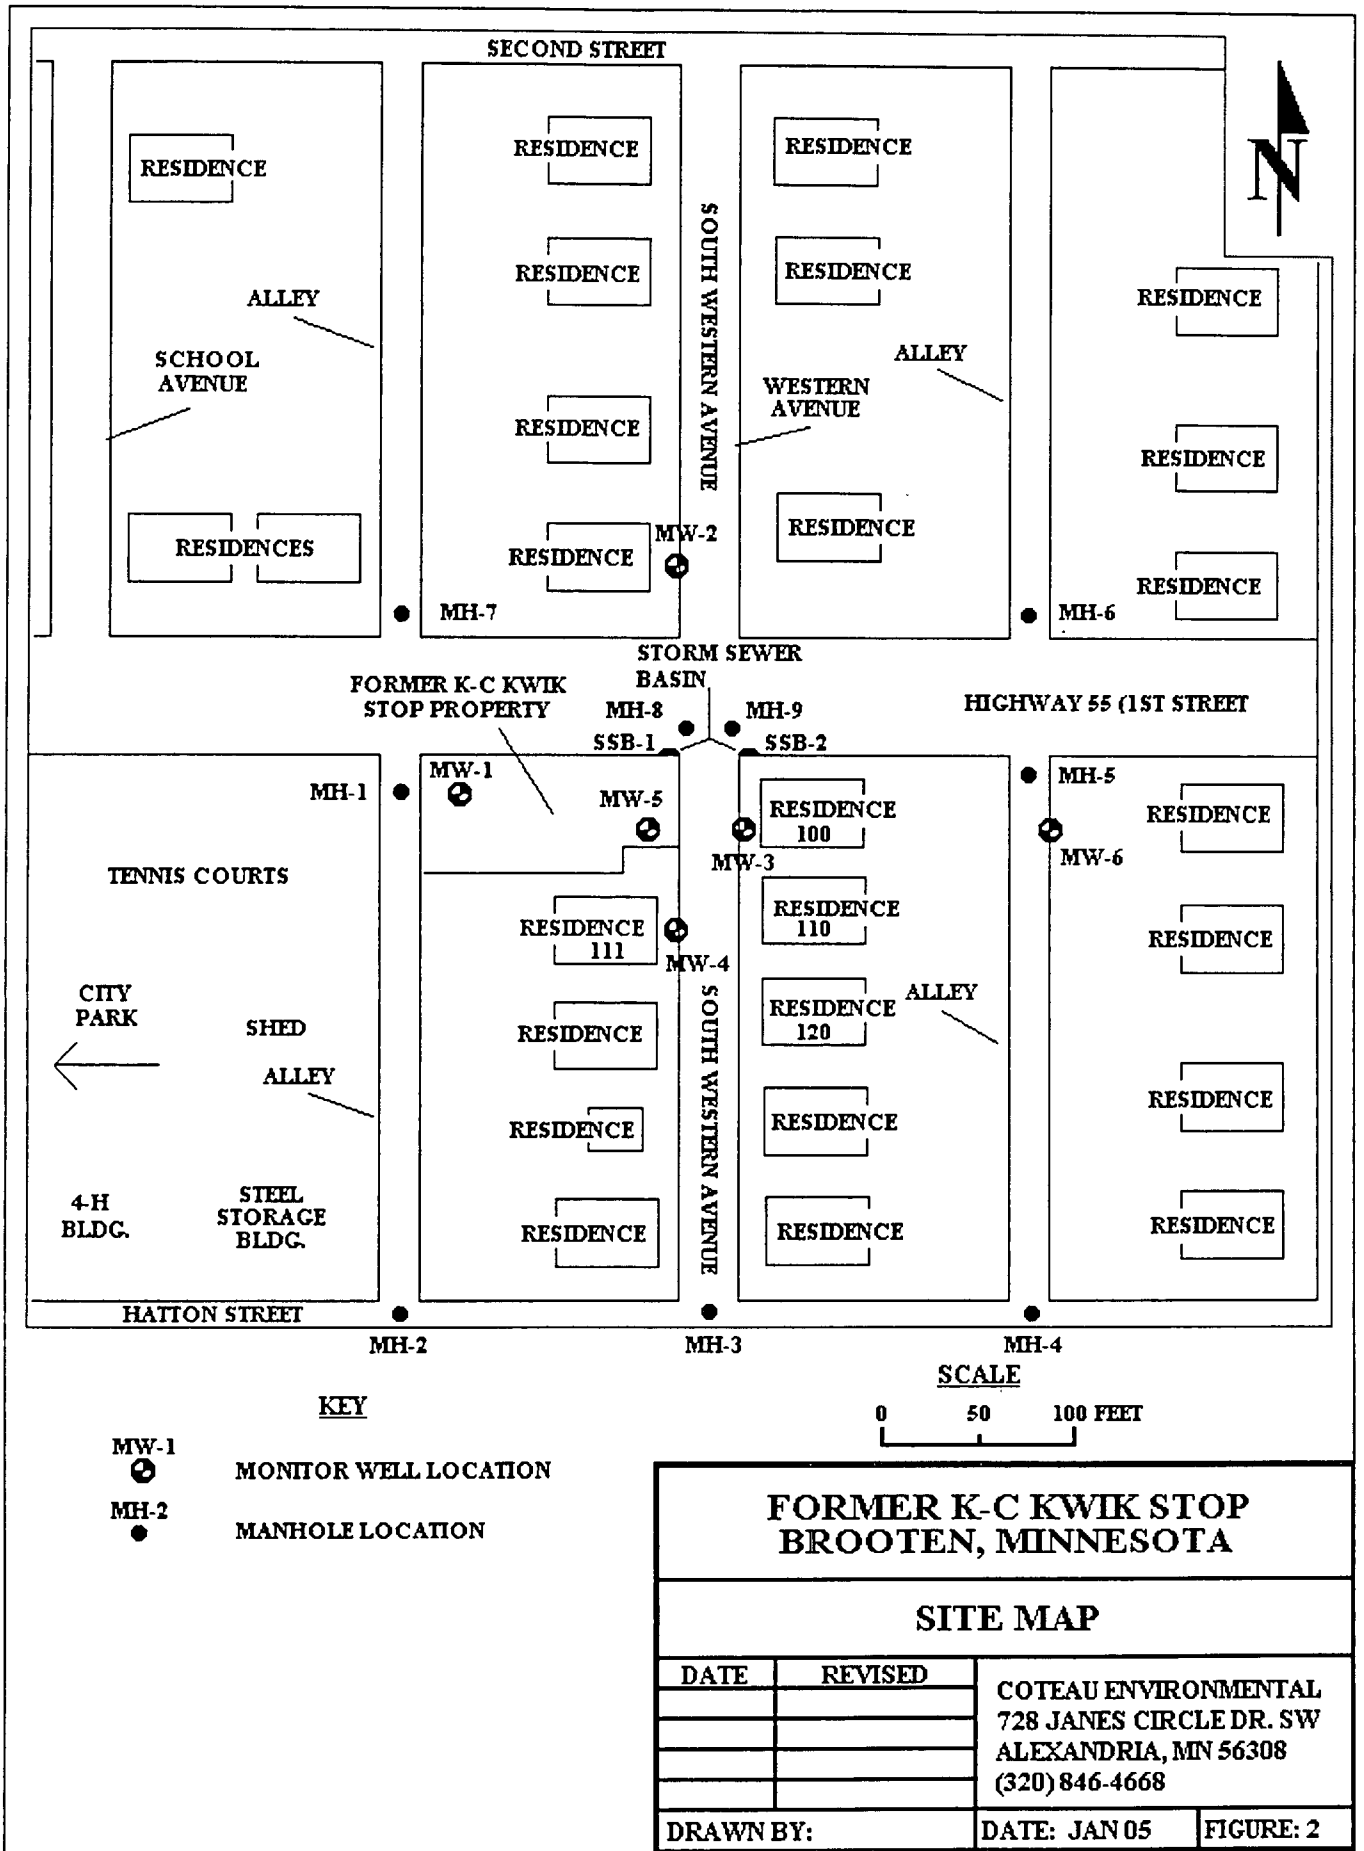 SECOND STREET
N
RESIDENCE
RESIDENCE
RESIDENCE
RESIDENCE
RESIDENCE
RESIDENCE
SOUTH WESTERN AVENUE
ALLEY
SCHOOL
AVENUE
ALLEY
WESTERN
AVENUE
RESIDENCE
RESIDENCE
RESIDENCE
MW-2
RESIDENCES
RESIDENCE
RESIDENCE
MH-7
MH-6
STORM SEWER
BASIN
FORMER K-C KWIK
STOP PROPERTY
MH-8
MH-9
HIGHWAY 55 (1ST STREET
SSB-1
SSB-2
MH-1
MW-1
MW-5
RESIDENCE
100
MH-5
RESIDENCE
MW-3
MW-6
TENNIS COURTS
RESIDENCE
111
MW-4
RESIDENCE
110
RESIDENCE
CITY
PARK
SHED
ALLEY
RESIDENCE
SOUTH WESTERN AVENUE
RESIDENCE
120
ALLEY
RESIDENCE
RESIDENCE
RESIDENCE
4-H
BLDG.
STEEL
STORAGE
BLDG.
RESIDENCE
RESIDENCE
RESIDENCE
HATTON STREET
MH-2
MH-3
MH-4
SCALE
0 50 100 FEET
KEY
MW-1
MONITOR WELL LOCATION
MH-2
MANHOLE LOCATION
FORMER K-C KWIK STOP
BROOTEN, MINNESOTA
SITE MAP
DATE REVISED
COTEAU ENVIRONMENTAL
728 JANES CIRCLE DR. SW
ALEXANDRIA, MN 56308
(320) 846-4668
DRAWN BY:
DATE: JAN 05
FIGURE: 2